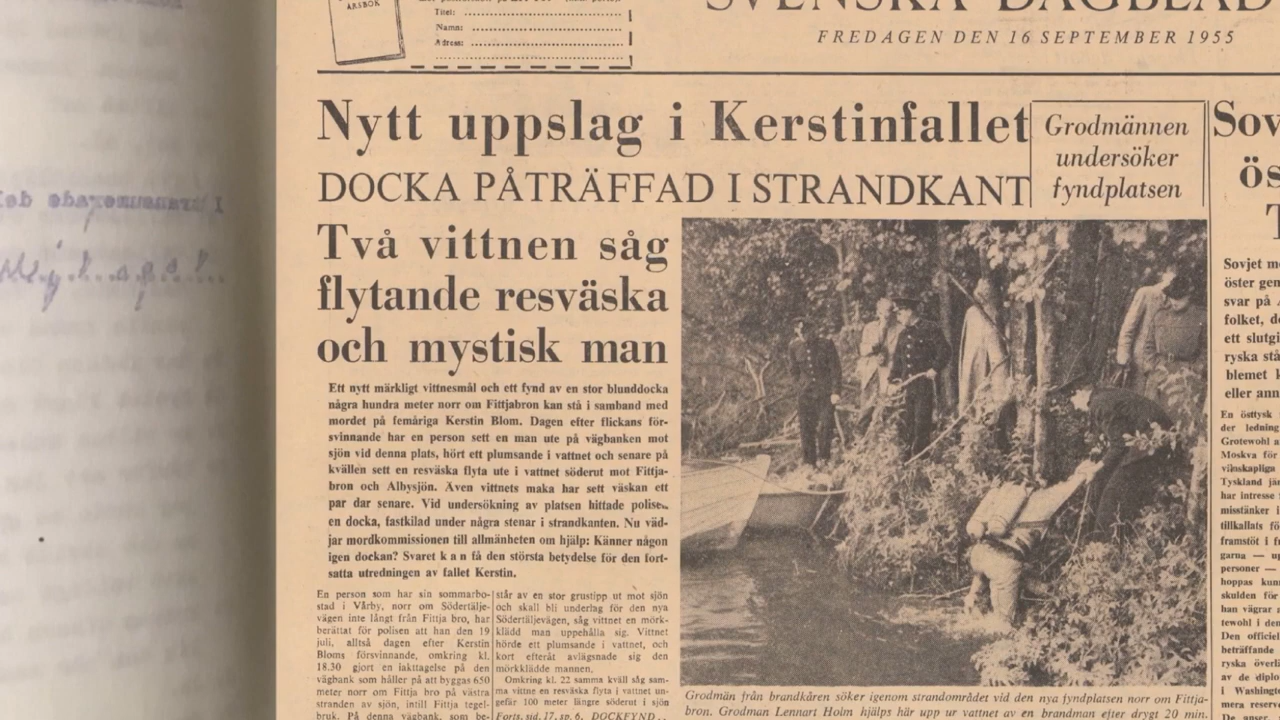 ÅRSBOK
Titel:
Namn:
Adress:
SVENSKA DAGBLAD
FREDAGEN DEN 16 SEPTEMBER 1955
Nytt uppslag i Kerstinfallet
DOCKA PÅTRÄFFAD I STRANDKANT
Grodmännen
undersöker
fyndplatsen
Två vittnen såg
flytande resväska
och mystisk man
Ett nytt märkligt vittnesmål och ett fynd av en stor blunddocka
några hundra meter norr om Fittjabron kan stå i samband med
mordet på femåriga Kerstin Blom. Dagen efter flickans för-
svinnande har en person sett en man ute på vägbanken mot
sjön vid denna plats, hört ett plumsande i vattnet och senare på
kvällen sett en resväska flyta ute i vattnet söderut mot Fittja-
bron och Albysjön. Även vittnets maka har sett väskan ett
par dar senare. Vid undersökning av platsen hittade polisen
en docka, fastkilad under några stenar i strandkanten. Nu väd-
jar mordkommissionen till allmänheten om hjälp: Känner någon
igen dockan? Svaret k a n få den största betydelse för den fort-
satta utredningen av fallet Kerstin.
En person som har sin sommarbo-
stad i Vårby, norr om Södertälje-
vägen inte långt från Fittja bro, har
berättat för polisen att han den 19
juli, alltså dagen efter Kerstin
Bloms försvinnande, omkring kl.
18.30 gjort en iakttagelse på den
vägbank som håller på att byggas 650
meter norr om Fittja bro på västra
stranden av sjön, intill Fittja tegel-
bruk. På denna vägbank, som be-
står av en stor grustipp ut mot sjön
och skall bli underlag för den nya
Södertäljevägen, såg vittnet en mörk-
klädd man uppehålla sig. Vittnet
hörde ett plumsande i vattnet, och
kort efteråt avlägsnade sig den
mörkklädde mannen.
Omkring kl. 22 samma kväll såg sam-
ma vittne en resväska flyta i vattnet un-
gefär 100 meter längre söderut i sjön
Forts. sid. 17, sp. 6, DOCKFYND..
Grodmän från brandkåren söker igenom strandområdet vid den nya fyndplatsen norr om Fittja-
bron. Grodman Lennart Holm hjälps här upp ur vattnet av en brandman efter drygt 20 min.
Sov
ös
T
Sovjet m
öster gen
svar på
folket, d
ett slutgi
ryska stå
blemet k
eller ann
En östtysk
der ledning
Grotewohl a
Moskva för
vänskapliga
Tyskland jä
har intresse
misstänker
tillkallats fö
framstöt i
garna — up
personer —
hoppas kun
skulden för
han vägrar
tewohl i den
Den officiel
beträffande
ryska överlä
av de diplo
i Washingt
mera reserv